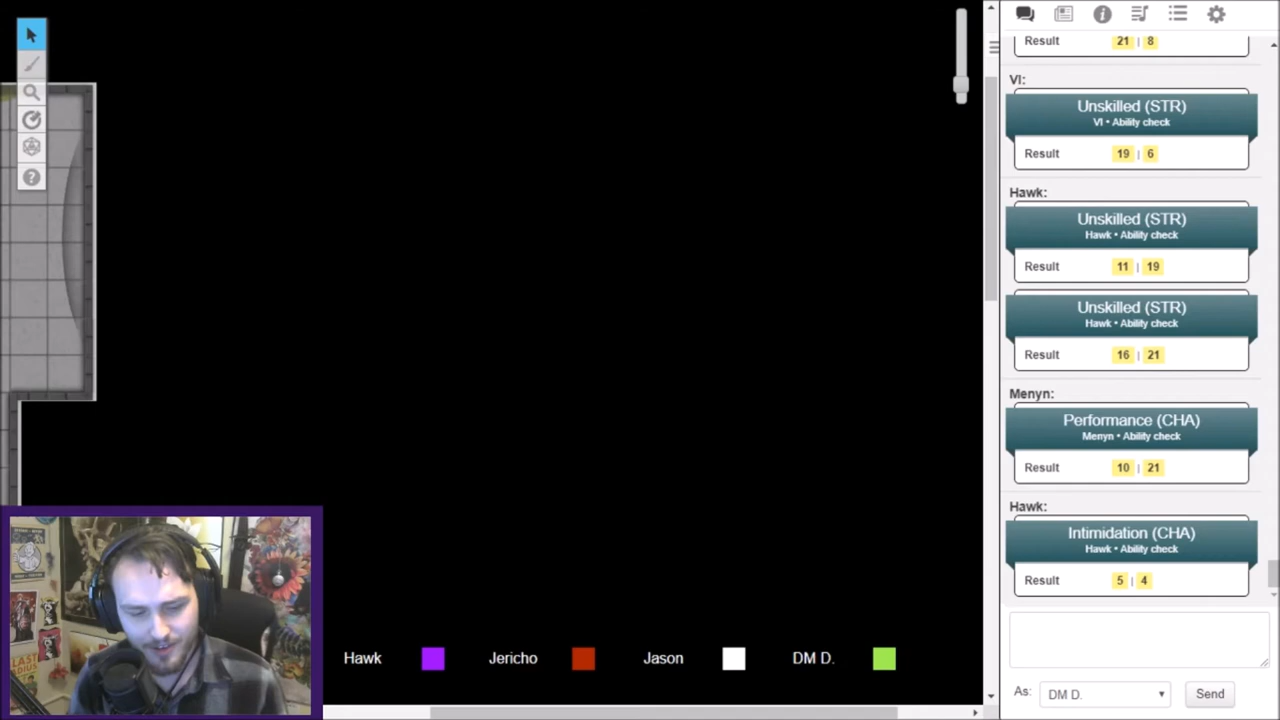 Result 21 | 8
VI:
Unskilled (STR)
VI • Ability check
Result 19 | 6
Hawk:
Unskilled (STR)
Hawk • Ability check
Result 11 | 19
Unskilled (STR)
Hawk • Ability check
Result 16 | 21
Menyn:
Performance (CHA)
Menyn • Ability check
Result 10 | 21
Hawk:
Intimidation (CHA)
Hawk • Ability check
Result 5 | 4
Hawk Jericho Jason DM D.
As: DM D. Send
LAST